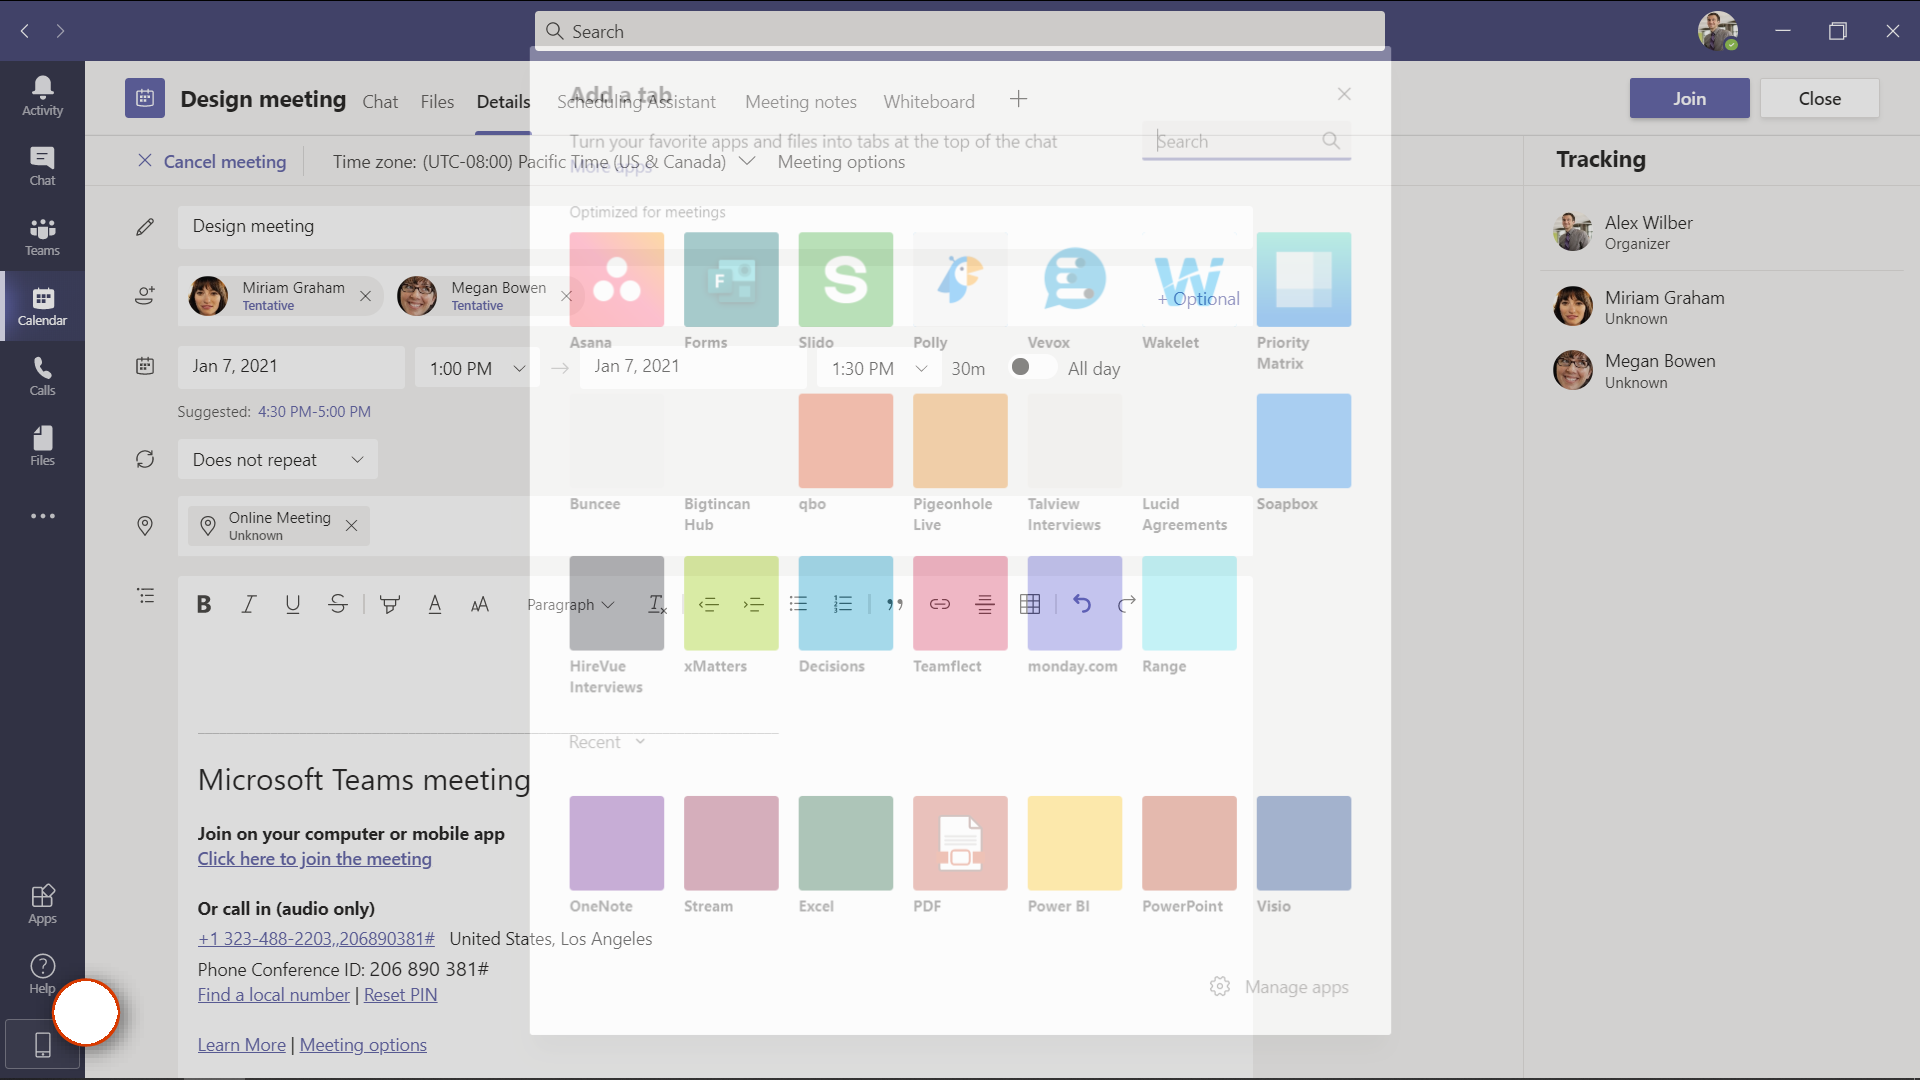 Search
Activity
Chat
Teams
Calendar
Calls
Files
Apps
Help
Design meeting
Chat
Files
Details
Scheduling Assistant
Meeting notes
Whiteboard
Join
Close
Cancel meeting
Time zone: (UTC-08:00) Pacific Time (US & Canada)
Meeting options
Design meeting
Miriam Graham
Tentative
Megan Bowen
Tentative
+ Optional
Jan 7, 2021
1:00 PM
Jan 7, 2021
1:30 PM
30m
All day
Suggested: 4:30 PM-5:00 PM
Does not repeat
Online Meeting
Unknown
Paragraph
Microsoft Teams meeting
Join on your computer or mobile app
Click here to join the meeting
Or call in (audio only)
+1 323-488-2203,,206890381# United States, Los Angeles
Phone Conference ID: 206 890 381#
Find a local number | Reset PIN
Learn More | Meeting options
Add a tab
Turn your favorite apps and files into tabs at the top of the chat
More apps
Search
Optimized for meetings
Asana
Forms
Slido
Polly
Vevox
Wakelet
Priority
Matrix
Buncee
Bigtincan
Hub
qbo
Pigeonhole
Live
Talview
Interviews
Lucid
Agreements
Soapbox
HireVue
Interviews
xMatters
Decisions
Teamflect
monday.com
Range
Recent
OneNote
Stream
Excel
PDF
Power BI
PowerPoint
Visio
Manage apps
Tracking
Alex Wilber
Organizer
Miriam Graham
Unknown
Megan Bowen
Unknown